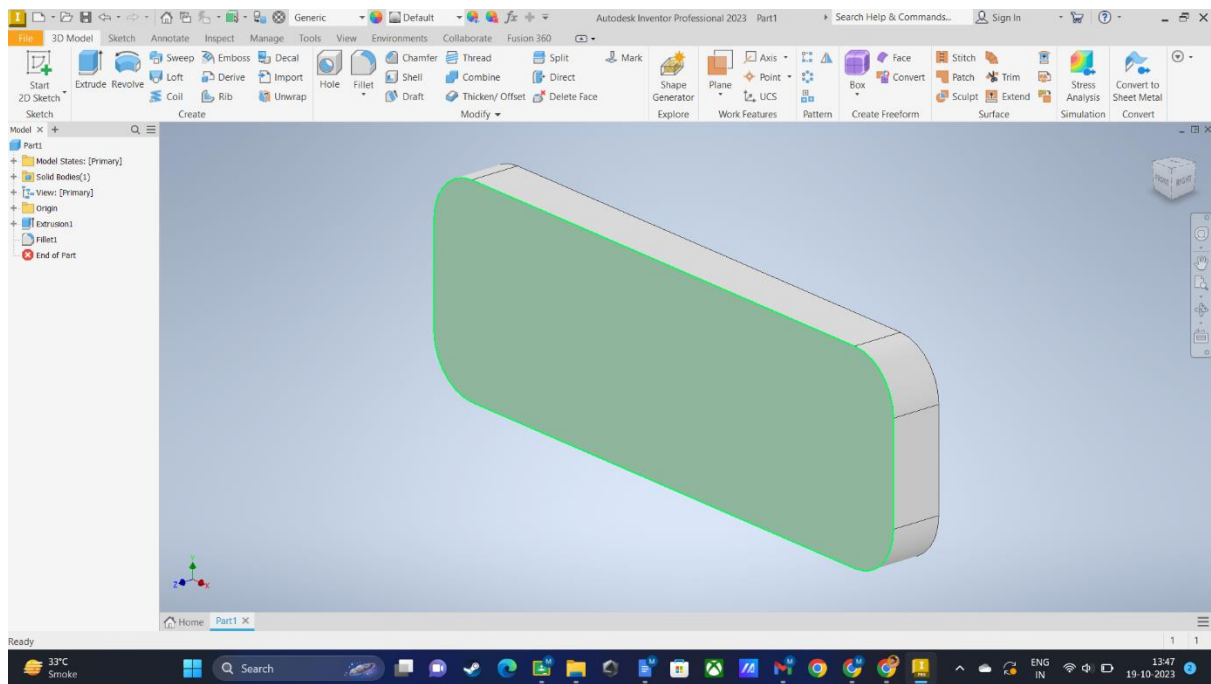 Generic Default fx Autodesk Inventor Professional 2023 Part1 Search Help & Commands... Sign In
File 3D Model Sketch Annotate Inspect Manage Tools View Environments Collaborate Fusion 360
Start 2D Sketch
Extrude Revolve
Sweep Emboss Decal
Loft Derive Import
Coil Rib Unwrap
Hole Fillet
Chamfer Thread Split Mark
Shell Combine Direct
Draft Thicken/ Offset Delete Face
Shape Generator
Plane
Axis
Point
UCS
Box
Face
Convert
Stitch
Patch Trim
Sculpt Extend
Stress Analysis
Convert to Sheet Metal
Sketch Create Modify Explore Work Features Pattern Create Freeform Surface Simulation Convert
Model
Part1
Model States: [Primary]
Solid Bodies(1)
View: [Primary]
Origin
Extrusion1
Fillet1
End of Part
FRONT RIGHT
Y
Z X
Home Part1
Ready 1 1
33°C
Smoke
Search
ENG
IN
13:47
19-10-2023
2